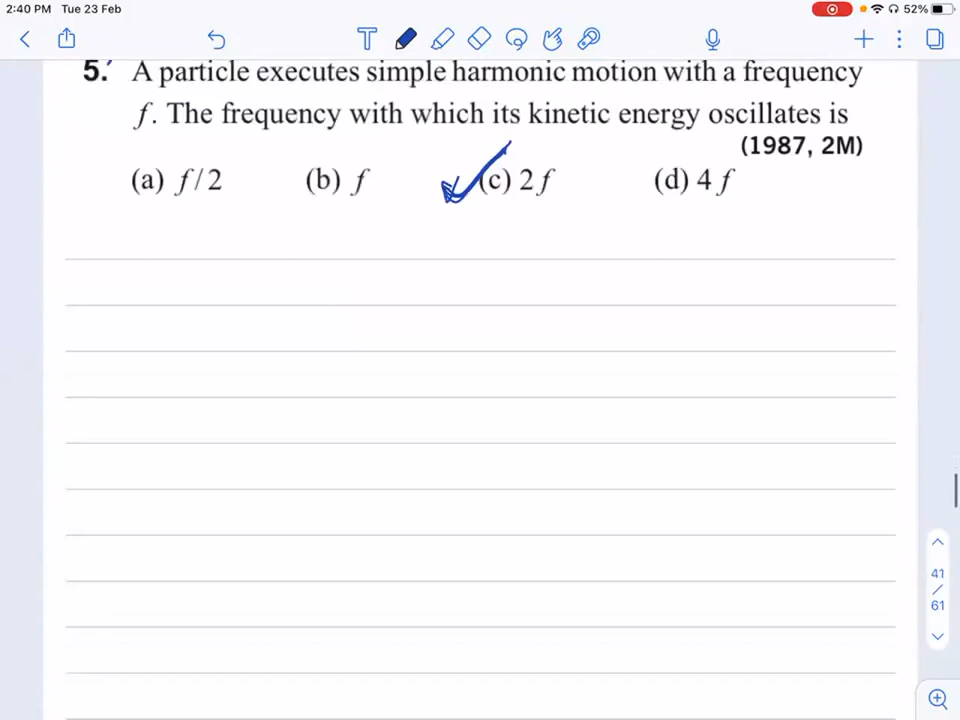 2:40 PM Tue 23 Feb
52%
T
5. A particle executes simple harmonic motion with a frequency
f. The frequency with which its kinetic energy oscillates is
(1987, 2M)
(a) f/2 (b) f (c) 2f (d) 4f
41
/
61